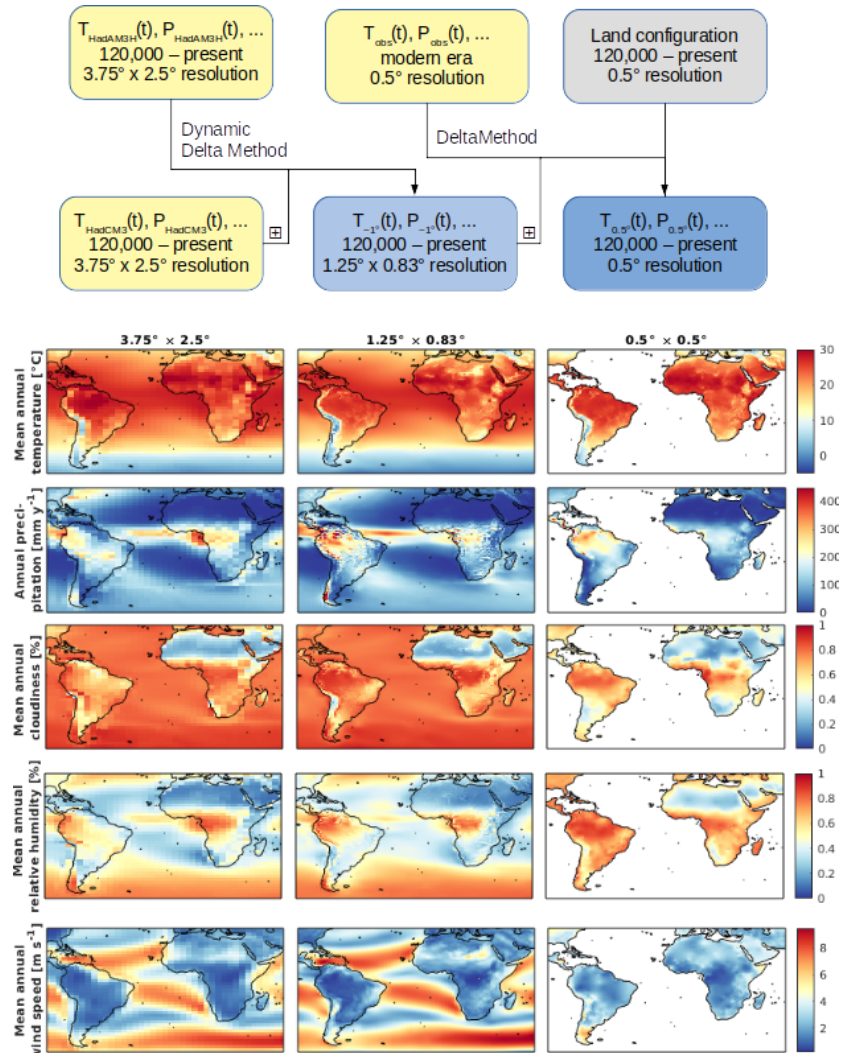 T_HadAM3H(t), P_HadAM3H(t), ...
120,000 – present
3.75° x 2.5° resolution
T_obs(t), P_obs(t), ...
modern era
0.5° resolution
Land configuration
120,000 – present
0.5° resolution
Dynamic
Delta Method
DeltaMethod
T_HadCM3(t), P_HadCM3(t), ...
120,000 – present
3.75° x 2.5° resolution
⊞
T_~1°(t), P_~1°(t), ...
120,000 – present
1.25° x 0.83° resolution
⊞
T_0.5°(t), P_0.5°(t), ...
120,000 – present
0.5° resolution
3.75° × 2.5°
1.25° × 0.83°
0.5° × 0.5°
Mean annual
temperature [°C]
30
20
10
0
Annual preci-
pitation [mm y⁻¹]
400
300
200
100
0
Mean annual
cloudiness [%]
1
0.8
0.6
0.4
0.2
0
Mean annual
relative humidity [%]
1
0.8
0.6
0.4
0.2
0
Mean annual
wind speed [m s⁻¹]
8
6
4
2